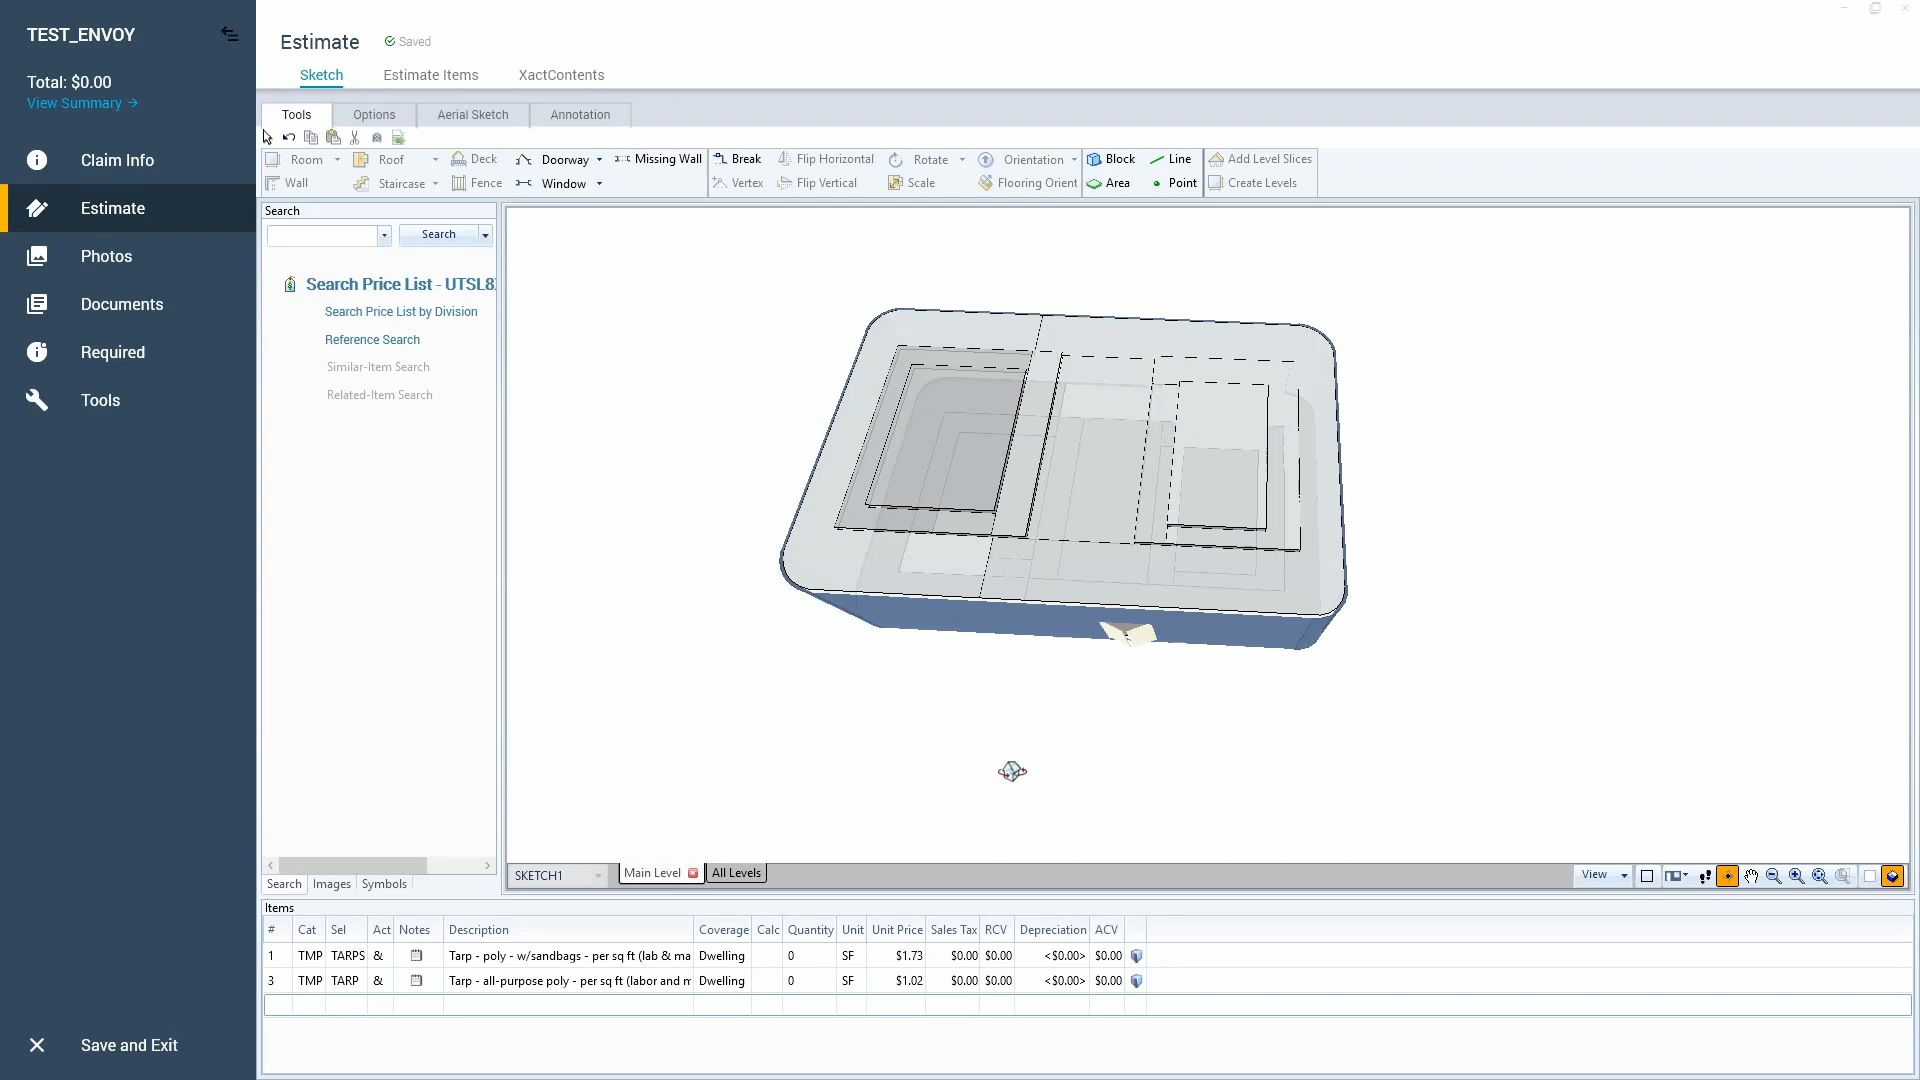 TEST_ENVOY
Total: $0.00
View Summary →
Claim Info
Estimate
Photos
Documents
Required
Tools
Save and Exit
Estimate Saved
Sketch Estimate Items XactContents
Tools Options Aerial Sketch Annotation
Room Roof Deck Doorway Missing Wall Break Flip Horizontal Rotate Orientation Block Line Add Level Slices
Wall Staircase Fence Window Vertex Flip Vertical Scale Flooring Orient Area Point Create Levels
Search
Search
Search Price List - UTSL8
Search Price List by Division
Reference Search
Similar-Item Search
Related-Item Search
Search Images Symbols
SKETCH1 Main Level All Levels View
Items
# Cat Sel Act Notes Description Coverage Calc Quantity Unit Unit Price Sales Tax RCV Depreciation ACV
1 TMP TARPS & Tarp - poly - w/sandbags - per sq ft (lab & ma Dwelling 0 SF $1.73 $0.00 $0.00 <$0.00> $0.00
3 TMP TARP & Tarp - all-purpose poly - per sq ft (labor and m Dwelling 0 SF $1.02 $0.00 $0.00 <$0.00> $0.00